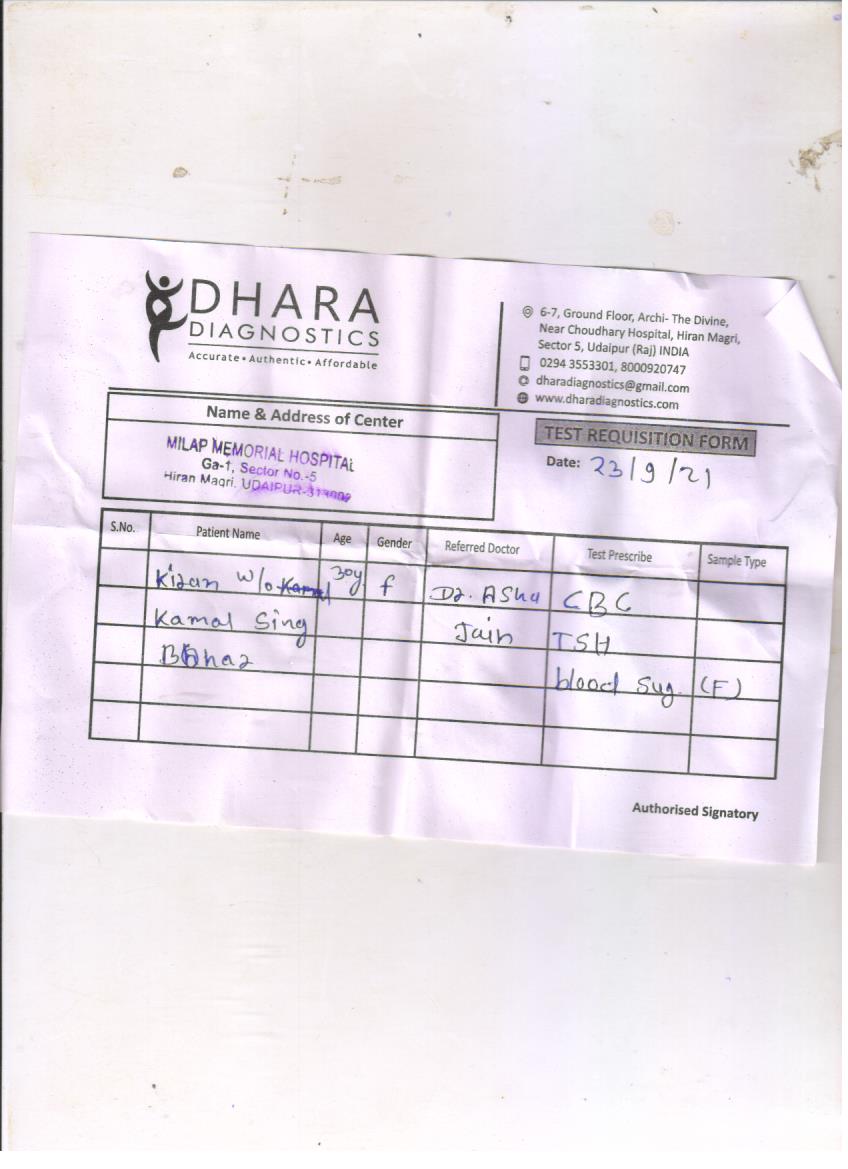 DHARA
DIAGNOSTICS
Accurate • Authentic • Affordable
6-7, Ground Floor, Archi- The Divine,
Near Choudhary Hospital, Hiran Magri,
Sector 5, Udaipur (Raj) INDIA
0294 3553301, 8000920747
dharadiagnostics@gmail.com
www.dharadiagnostics.com
Name & Address of Center
MILAP MEMORIAL HOSPITAL
Ga-1, Sector No.-5
Hiran Magri, UDAIPUR-
TEST REQUISITION FORM
Date: 23/9/21
S.No. Patient Name Age Gender Referred Doctor Test Prescribe Sample Type
Kiran w/o Kamal 30y f Dr. Asha CBC
Kamal Sing Jain TSH
blood Sug. (F)
Authorised Signatory